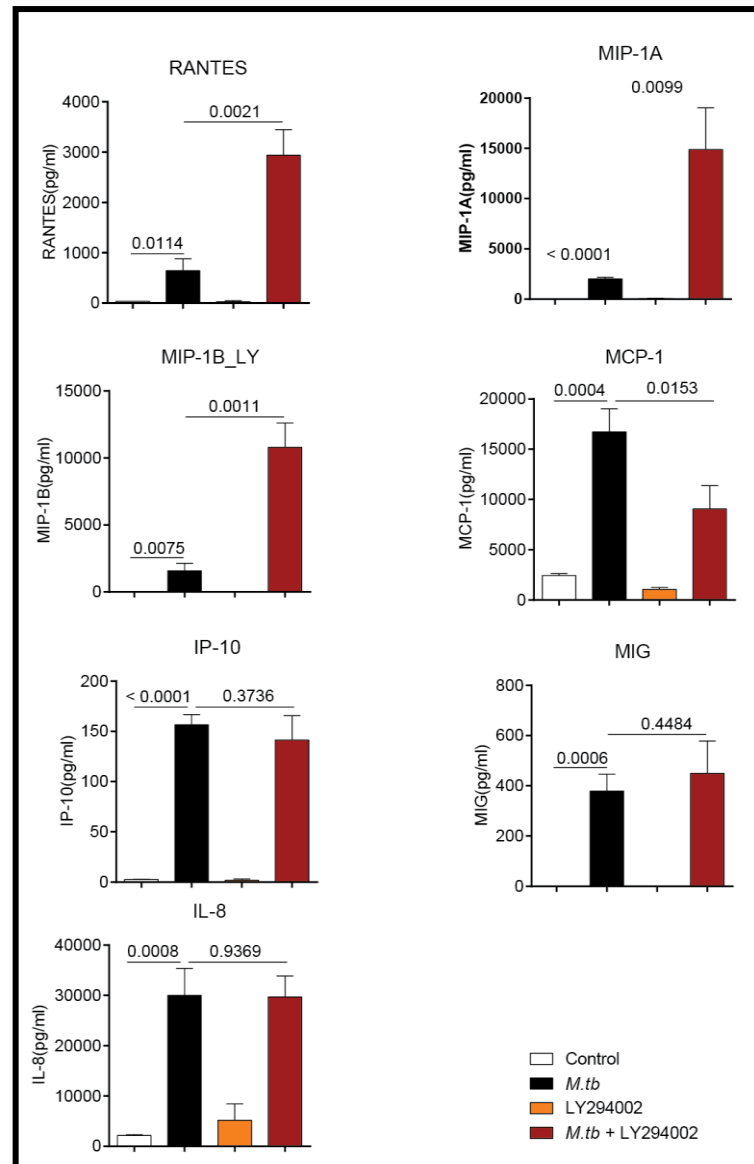 RANTES
RANTES(pg/ml)
4000
3000
2000
1000
0
0.0114
0.0021
MIP-1A
MIP-1A(pg/ml)
20000
15000
10000
5000
0
< 0.0001
0.0099
MIP-1B_LY
MIP-1B(pg/ml)
15000
10000
5000
0
0.0075
0.0011
MCP-1
MCP-1(pg/ml)
20000
15000
10000
5000
0
0.0004
0.0153
IP-10
IP-10(pg/ml)
200
150
100
50
0
< 0.0001
0.3736
MIG
MIG(pg/ml)
800
600
400
200
0
0.0006
0.4484
IL-8
IL-8(pg/ml)
40000
30000
20000
10000
0
0.0008
0.9369
Control
M.tb
LY294002
M.tb + LY294002